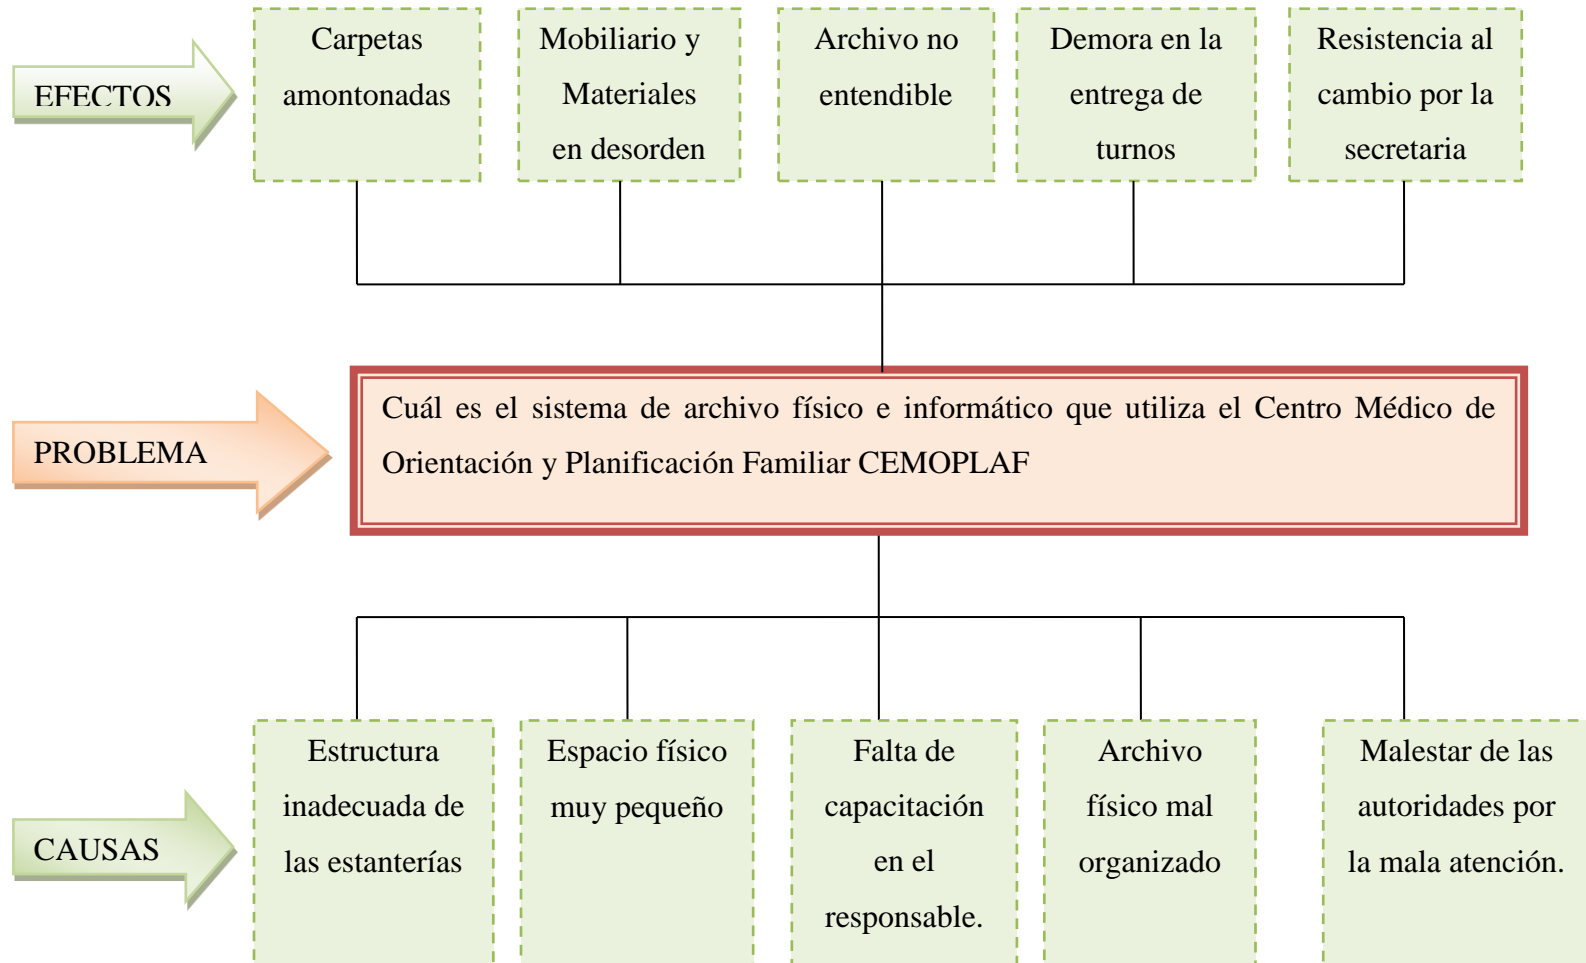 EFECTOS
Carpetas
amontonadas
Mobiliario y
Materiales
en desorden
Archivo no
entendible
Demora en la
entrega de
turnos
Resistencia al
cambio por la
secretaria
PROBLEMA
Cuál es el sistema de archivo físico e informático que utiliza el Centro Médico de
Orientación y Planificación Familiar CEMOPLAF
CAUSAS
Estructura
inadecuada de
las estanterías
Espacio físico
muy pequeño
Falta de
capacitación
en el
responsable.
Archivo
físico mal
organizado
Malestar de las
autoridades por
la mala atención.